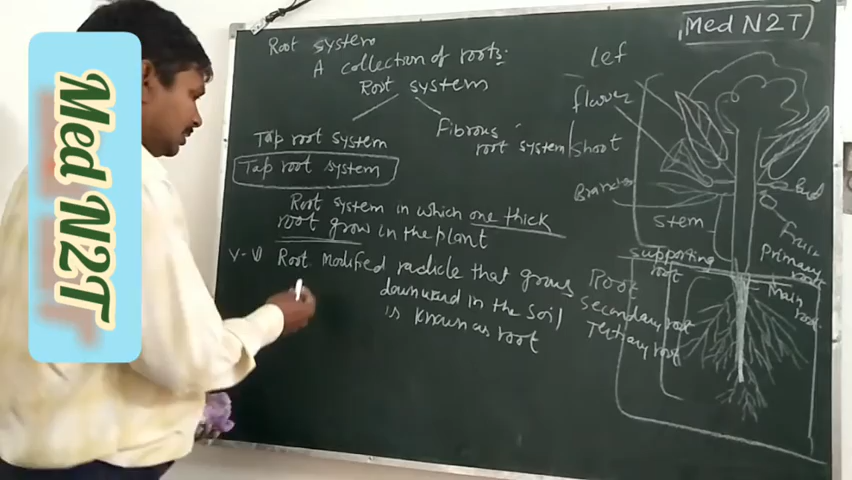 Med N2T
Root system
A collection of roots.
Root system
Tap root system
Fibrous
root system
Tap root system
Root system in which one thick
root grow in the plant
V-V
Root. Modified radicle that grows
downward in the soil
is known as root
Med N2T
lef
flower
shoot
Branches
stem
Bud
Fruit
supporting
root
Primary
root
Root
Main
root.
Secondary root
Tertiary root